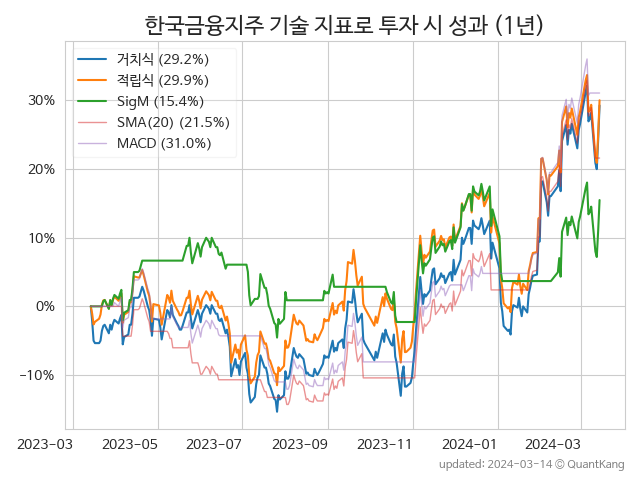 한국금융지주 기술 지표로 투자 시 성과 (1년)
거치식 (29.2%)
적립식 (29.9%)
SigM (15.4%)
SMA(20) (21.5%)
MACD (31.0%)
30%
20%
10%
0%
−10%
2023-03 2023-05 2023-07 2023-09 2023-11 2024-01 2024-03
updated: 2024-03-14 © QuantKang